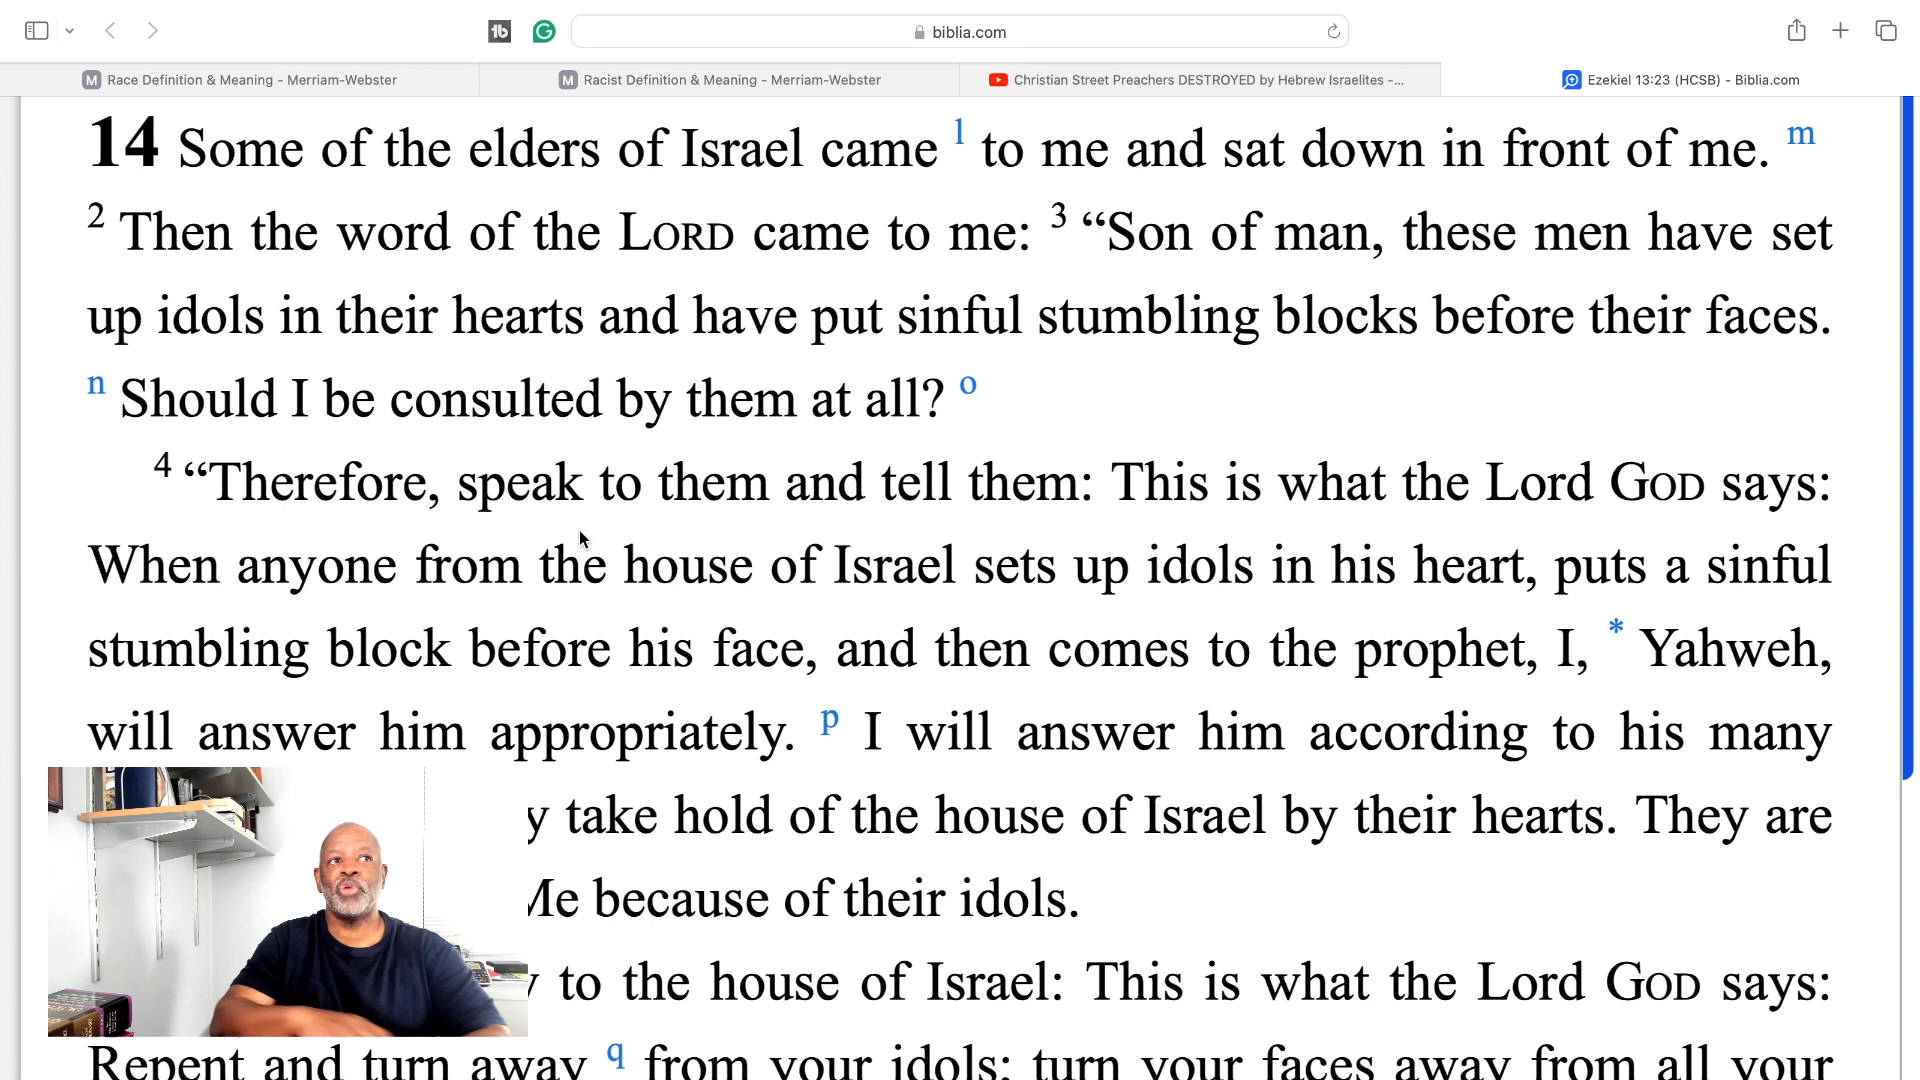 biblia.com
Race Definition & Meaning - Merriam-Webster
Racist Definition & Meaning - Merriam-Webster
Christian Street Preachers DESTROYED by Hebrew Israelites -...
Ezekiel 13:23 (HCSB) - Biblia.com
14 Some of the elders of Israel came l to me and sat down in front of me. m
2 Then the word of the LORD came to me: 3 “Son of man, these men have set
up idols in their hearts and have put sinful stumbling blocks before their faces.
n Should I be consulted by them at all? o
4 “Therefore, speak to them and tell them: This is what the Lord GOD says:
When anyone from the house of Israel sets up idols in his heart, puts a sinful
stumbling block before his face, and then comes to the prophet, I, * Yahweh,
will answer him appropriately. p I will answer him according to his many
y take hold of the house of Israel by their hearts. They are
Me because of their idols.
y to the house of Israel: This is what the Lord GOD says:
Repent and turn away q from your idols; turn your faces away from all your